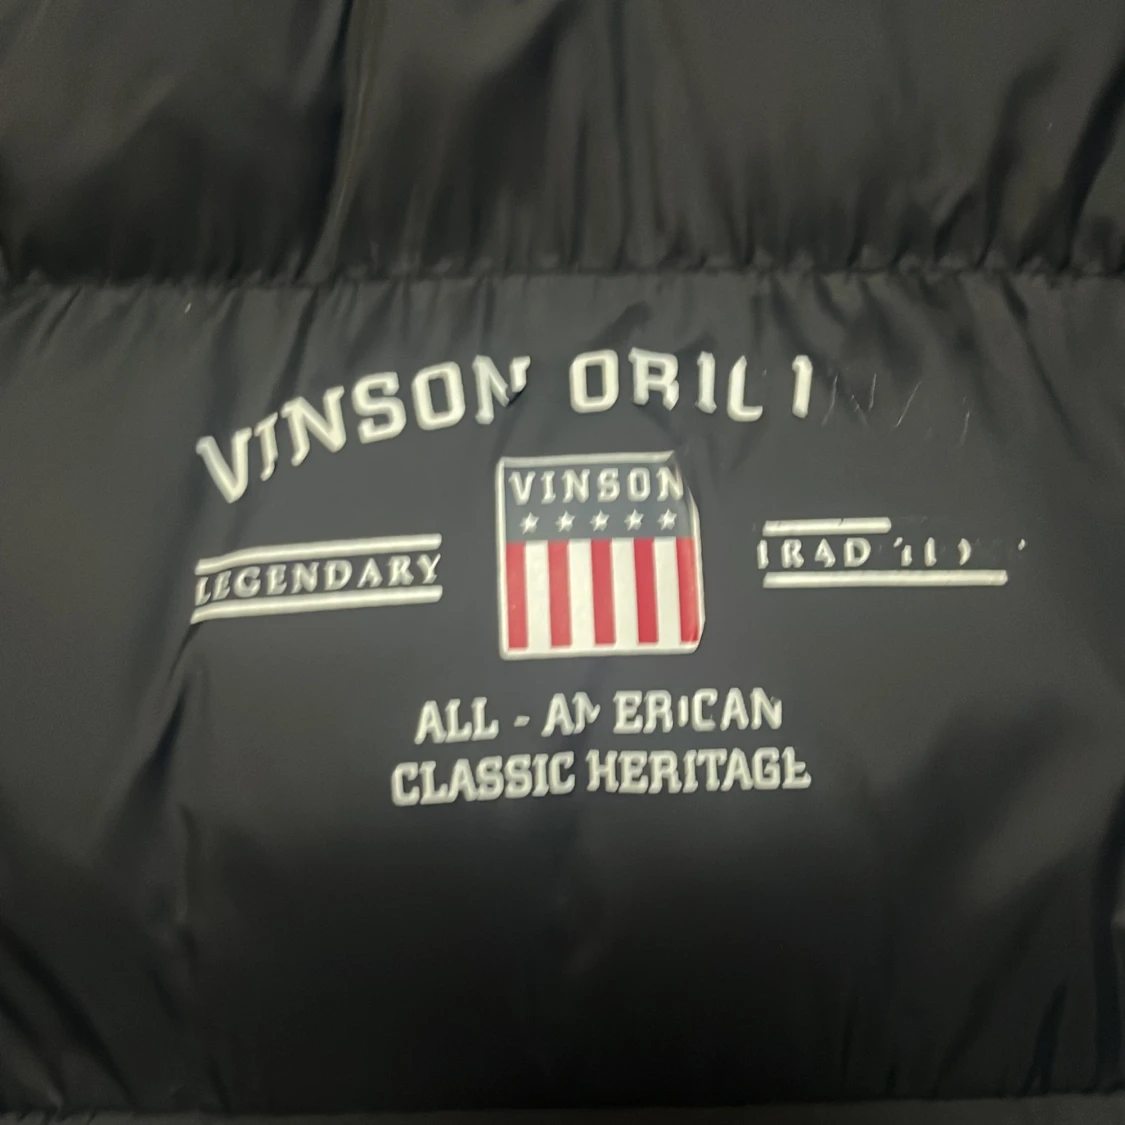 VINSON
VINSON
LEGENDARY
ALL - AMERICAN
CLASSIC HERITAGE